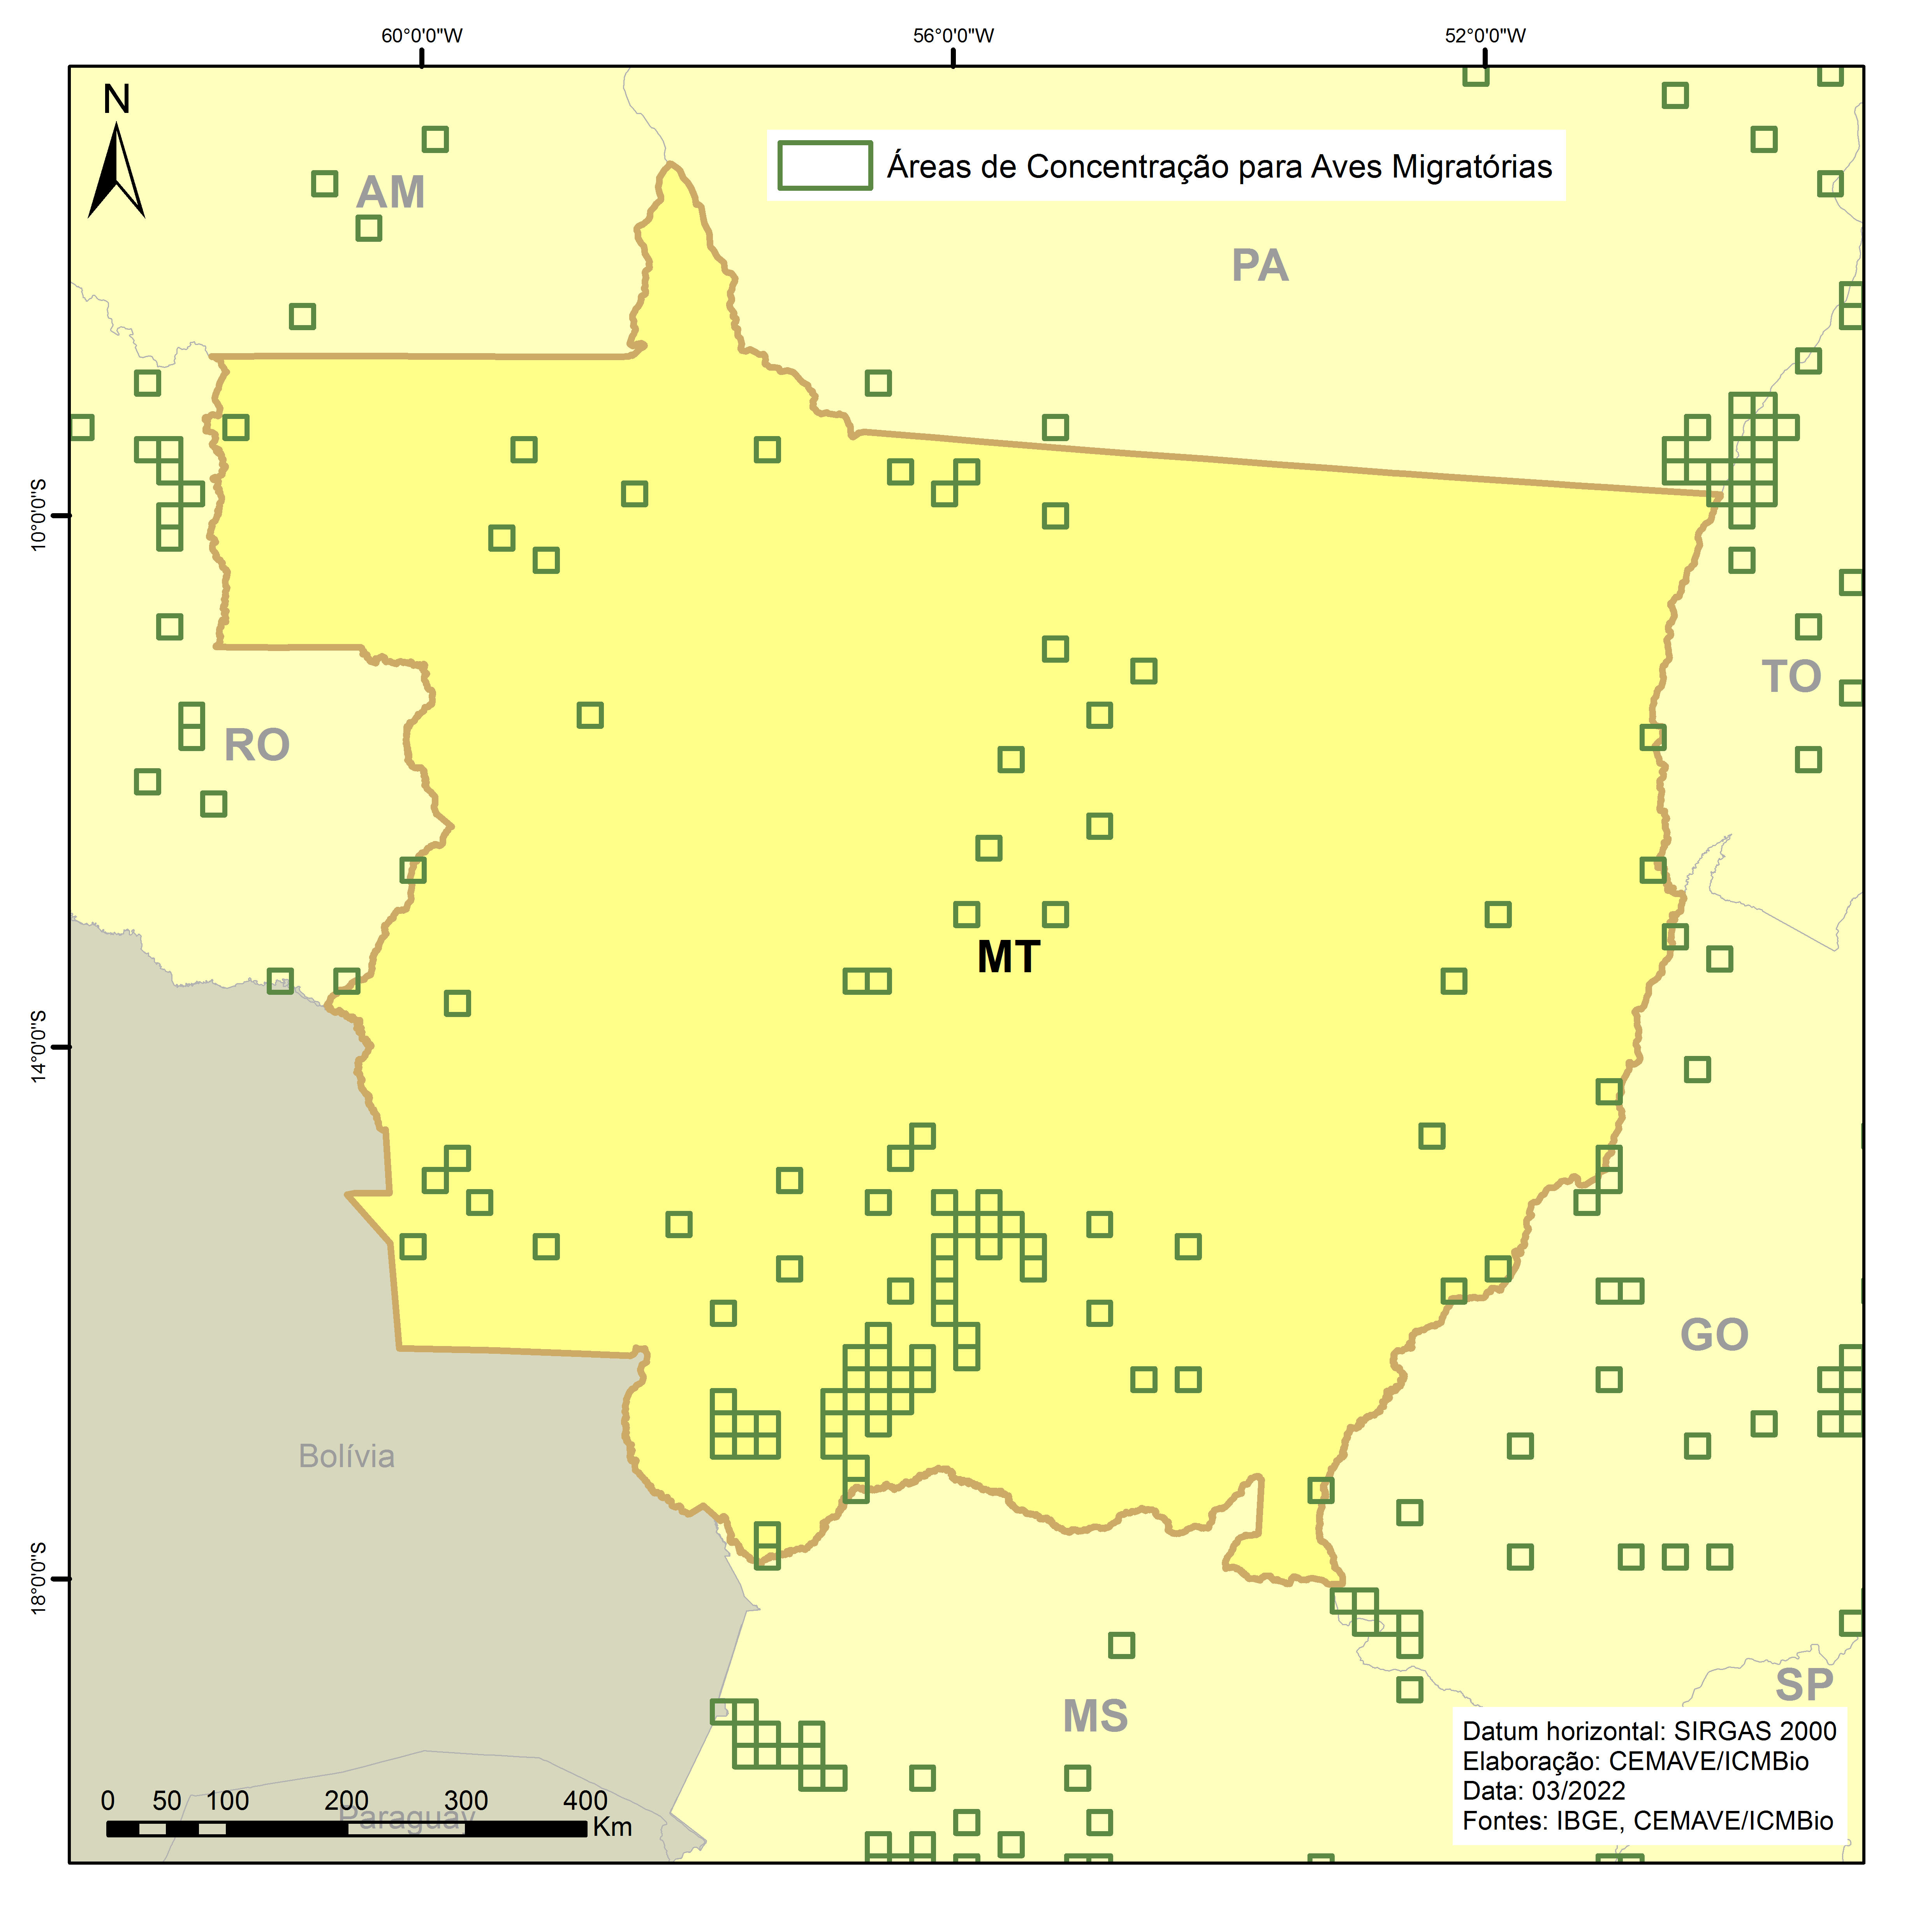 60°0'0"W
56°0'0"W
52°0'0"W
N
Áreas de Concentração para Aves Migratórias
AM
PA
10°0'0"S
TO
RO
MT
14°0'0"S
GO
Bolívia
18°0'0"S
SP
MS
Datum horizontal: SIRGAS 2000
Elaboração: CEMAVE/ICMBio
Data: 03/2022
Fontes: IBGE, CEMAVE/ICMBio
0 50 100 200 300 400
Paraguay
Km